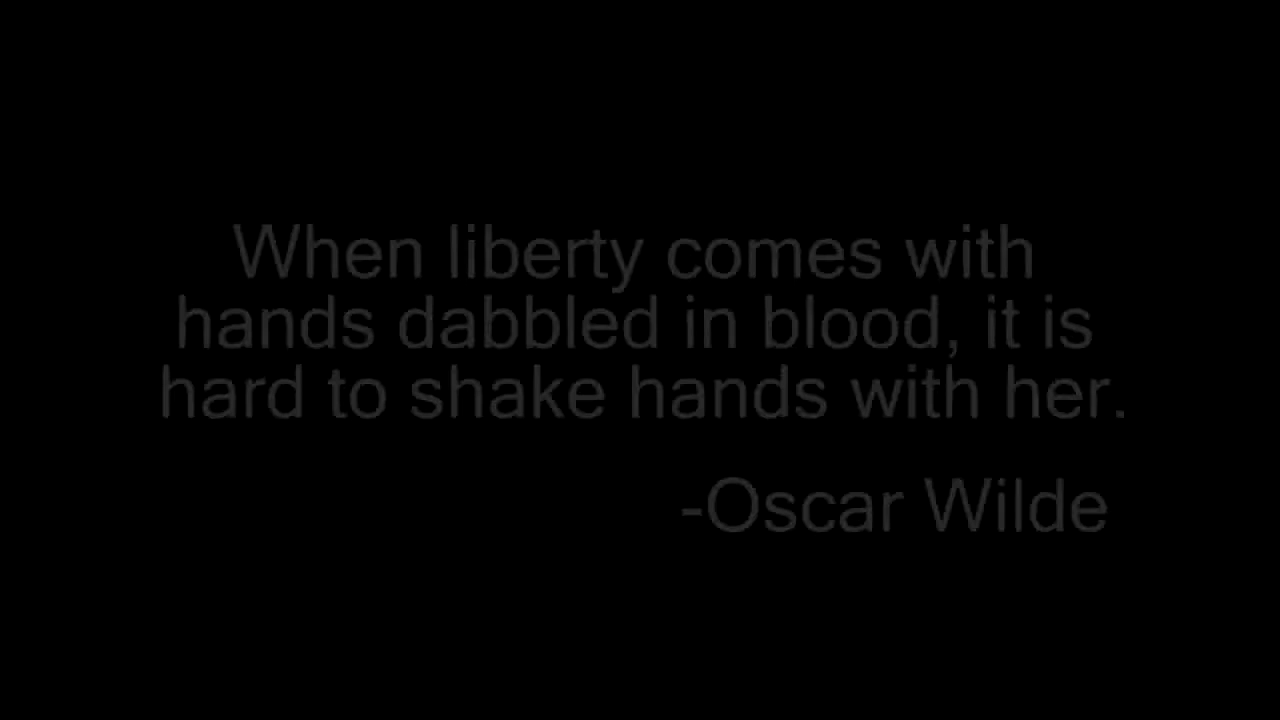 When liberty comes with
hands dabbled in blood, it is
hard to shake hands with her.
-Oscar Wilde